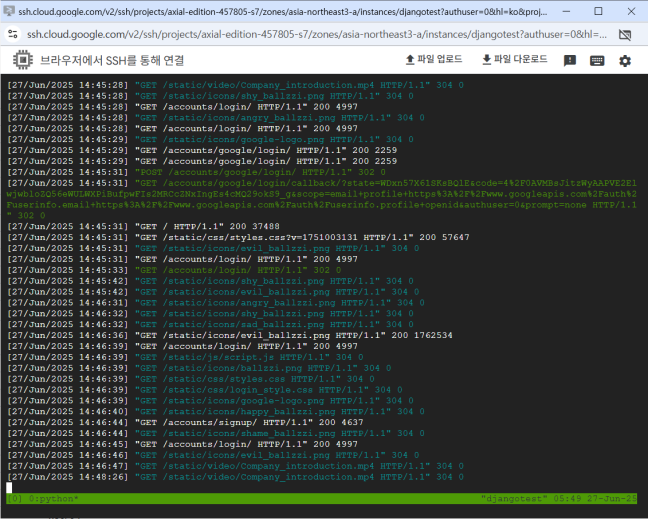 ssh.cloud.google.com/v2/ssh/projects/axial-edition-457805-s7/zones/asia-northeast3-a/instances/djangotest?authuser=0&hl=ko&proj...
ssh.cloud.google.com/v2/ssh/projects/axial-edition-457805-s7/zones/asia-northeast3-a/instances/djangotest?authuser=0&hl=...
브라우저에서 SSH를 통해 연결
파일 업로드
파일 다운로드
[27/Jun/2025 14:45:28] "GET /static/video/Company_introduction.mp4 HTTP/1.1" 304 0
[27/Jun/2025 14:45:28] "GET /static/icons/shy_ballzzi.png HTTP/1.1" 304 0
[27/Jun/2025 14:45:28] "GET /accounts/login/ HTTP/1.1" 200 4997
[27/Jun/2025 14:45:28] "GET /static/icons/angry_ballzzi.png HTTP/1.1" 304 0
[27/Jun/2025 14:45:28] "GET /accounts/login/ HTTP/1.1" 200 4997
[27/Jun/2025 14:45:29] "GET /static/icons/google-logo.png HTTP/1.1" 304 0
[27/Jun/2025 14:45:29] "GET /accounts/google/login/ HTTP/1.1" 200 2259
[27/Jun/2025 14:45:29] "GET /accounts/google/login/ HTTP/1.1" 200 2259
[27/Jun/2025 14:45:31] "POST /accounts/google/login/ HTTP/1.1" 302 0
[27/Jun/2025 14:45:31] "GET /accounts/google/login/callback/?
email+profile+https%3A%2F%2Fwww.googleapis.com%2Fauth%2
Fuserinfo.email+https%3A%2F%2Fwww.googleapis.com%2Fauth%2Fuserinfo.profile+openid&authuser=0&prompt=none HTTP/1.1
" 302 0
[27/Jun/2025 14:45:31] "GET / HTTP/1.1" 200 37488
[27/Jun/2025 14:45:31] "GET /static/css/styles.css?v=1751003131 HTTP/1.1" 200 57647
[27/Jun/2025 14:45:31] "GET /static/icons/evil_ballzzi.png HTTP/1.1" 304 0
[27/Jun/2025 14:45:31] "GET /accounts/login/ HTTP/1.1" 200 4997
[27/Jun/2025 14:45:33] "GET /accounts/login/ HTTP/1.1" 302 0
[27/Jun/2025 14:45:42] "GET /static/icons/shy_ballzzi.png HTTP/1.1" 304 0
[27/Jun/2025 14:45:42] "GET /static/icons/evil_ballzzi.png HTTP/1.1" 304 0
[27/Jun/2025 14:46:31] "GET /static/icons/angry_ballzzi.png HTTP/1.1" 304 0
[27/Jun/2025 14:46:32] "GET /static/icons/shy_ballzzi.png HTTP/1.1" 304 0
[27/Jun/2025 14:46:32] "GET /static/icons/sad_ballzzi.png HTTP/1.1" 304 0
[27/Jun/2025 14:46:36] "GET /static/icons/evil_ballzzi.png HTTP/1.1" 200 1762534
[27/Jun/2025 14:46:39] "GET /accounts/login/ HTTP/1.1" 200 4997
[27/Jun/2025 14:46:39] "GET /static/js/script.js HTTP/1.1" 304 0
[27/Jun/2025 14:46:39] "GET /static/icons/ballzzi.png HTTP/1.1" 304 0
[27/Jun/2025 14:46:39] "GET /static/css/styles.css HTTP/1.1" 304 0
[27/Jun/2025 14:46:39] "GET /static/css/login_style.css HTTP/1.1" 304 0
[27/Jun/2025 14:46:39] "GET /static/icons/google-logo.png HTTP/1.1" 304 0
[27/Jun/2025 14:46:40] "GET /static/icons/happy_ballzzi.png HTTP/1.1" 304 0
[27/Jun/2025 14:46:44] "GET /accounts/signup/ HTTP/1.1" 200 4637
[27/Jun/2025 14:46:44] "GET /static/icons/shame_ballzzi.png HTTP/1.1" 304 0
[27/Jun/2025 14:46:45] "GET /accounts/login/ HTTP/1.1" 200 4997
[27/Jun/2025 14:46:46] "GET /static/icons/evil_ballzzi.png HTTP/1.1" 304 0
[27/Jun/2025 14:46:47] "GET /static/video/Company_introduction.mp4 HTTP/1.1" 304 0
[27/Jun/2025 14:48:26] "GET /static/video/Company_introduction.mp4 HTTP/1.1" 304 0
[0] 0:python*
"djangotest" 05:49 27-Jun-25